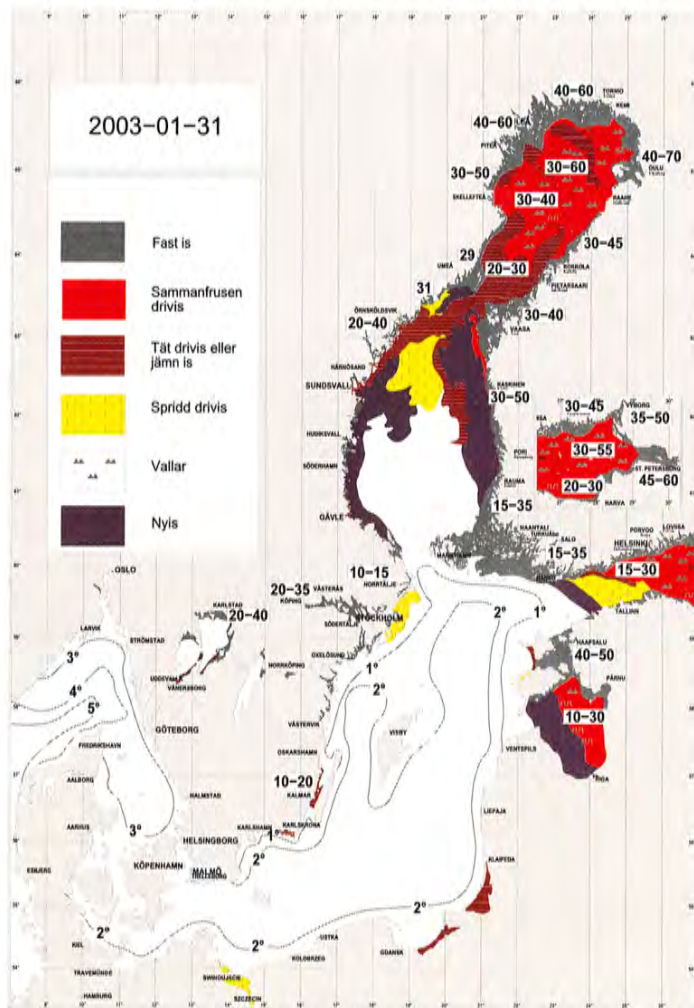 2003-01-31
Fast is
Sammanfrusen
drivis
Tät drivis eller
jämn is
Spridd drivis
Vallar
Nyis
40-60
TORNIO
KEMI
40-60
PITEÅ
40-70
OULU
30-60
30-50
SKELLEFTEÅ
RAAHE
30-40
30-45
29
UMEÅ
20-30
KOKKOLA
PIETARSAARI
31
ÖRNSKÖLDSVIK
20-40
30-40
VAASA
HÄRNÖSAND
SUNDSVALL
KASKINEN
30-50
30-45
VYBORG
35-50
HUDIKSVALL
PORI
30-55
SÖDERHAMN
ST. PETERSBURG
RAUMA
20-30
45-60
15-35
NARVA
GÄVLE
NAANTALI
TURKU/ÅBO
SALO
PORVOO
LOVIISA
HELSINKI
MARIEHAMN
15-35
10-15
NORRTÄLJE
15-30
OSLO
20-35
VÄSTERÅS
KÖPING
HANKO
KARLSTAD
20-40
STOCKHOLM
2°
1°
TALLINN
LARVIK
STRÖMSTAD
SÖDERTÄLJE
3°
OXELÖSUND
HAAPSALU
40-50
1°
4°
UDDEVALLA
VÄNERSBORG
NORRKÖPING
PÄRNU
5°
2°
10-30
GÖTEBORG
VÄSTERVIK
VISBY
FREDRIKSHAVN
OSKARSHAMN
VENTSPILS
AALBORG
10-20
RIGA
HALMSTAD
KALMAR
LIEPAJA
AARHUS
3°
KARLSHAMN
KARLSKRONA
HELSINGBORG
1°
ESBJERG
KÖPENHAMN
MALMÖ
2°
TRELLEBORG
KLAIPEDA
2°
2°
2°
KIEL
USTKA
GDANSK
KOLOBRZEG
TRAVEMÜNDE
SWINOUJSCIE
HAMBURG
SZCZECIN